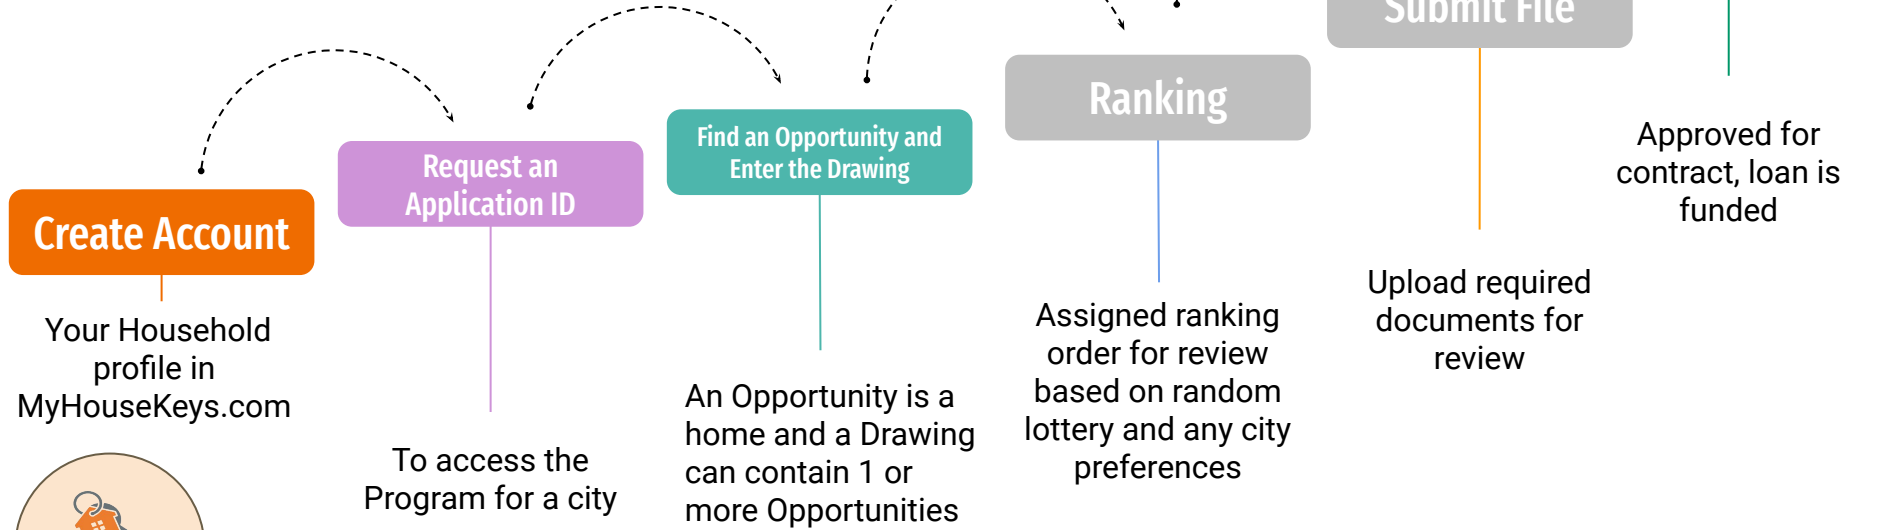 Create Account
Your Household
profile in
MyHouseKeys.com
Request an
Application ID
To access the
Program for a city
Find an Opportunity and
Enter the Drawing
An Opportunity is a
home and a Drawing
can contain 1 or
more Opportunities
Ranking
Assigned ranking
order for review
based on random
lottery and any city
preferences
Submit File
Upload required
documents for
review
Approved for
contract, loan is
funded